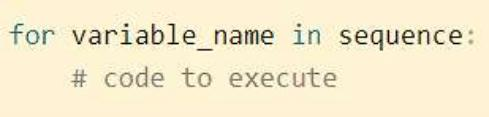 for variable_name in sequence:
    # code to execute